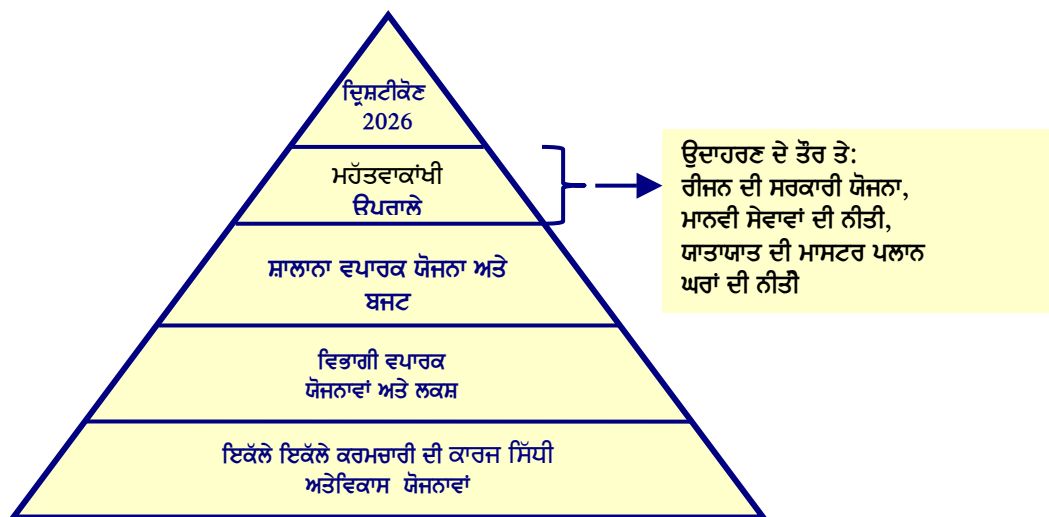 ਦ੍ਰਿਸ਼ਟੀਕੋਣ
2026
ਮਹੱਤਵਾਕਾਂਖੀ
ੳਪਰਾਲੇ
ਸ਼ਾਲਾਨਾ ਵਪਾਰਕ ਯੋਜਨਾ ਅਤੇ
ਬਜਟ
ਵਿਭਾਗੀ ਵਪਾਰਕ
ਯੋਜਨਾਵਾਂ ਅਤੇ ਲਕਸ਼
ਇਕੱਲੇ ਇਕੱਲੇ ਕਰਮਚਾਰੀ ਦੀ ਕਾਰਜ ਸਿੱਧੀ
ਅਤੇਵਿਕਾਸ ਯੋਜਨਾਵਾਂ
ਉਦਾਹਰਣ ਦੇ ਤੌਰ ਤੇ:
ਰੀਜਨ ਦੀ ਸਰਕਾਰੀ ਯੋਜਨਾ,
ਮਾਨਵੀ ਸੇਵਾਵਾਂ ਦੀ ਨੀਤੀ,
ਯਾਤਾਯਾਤ ਦੀ ਮਾਸਟਰ ਪਲਾਨ
ਘਰਾਂ ਦੀ ਨੀਤੀ